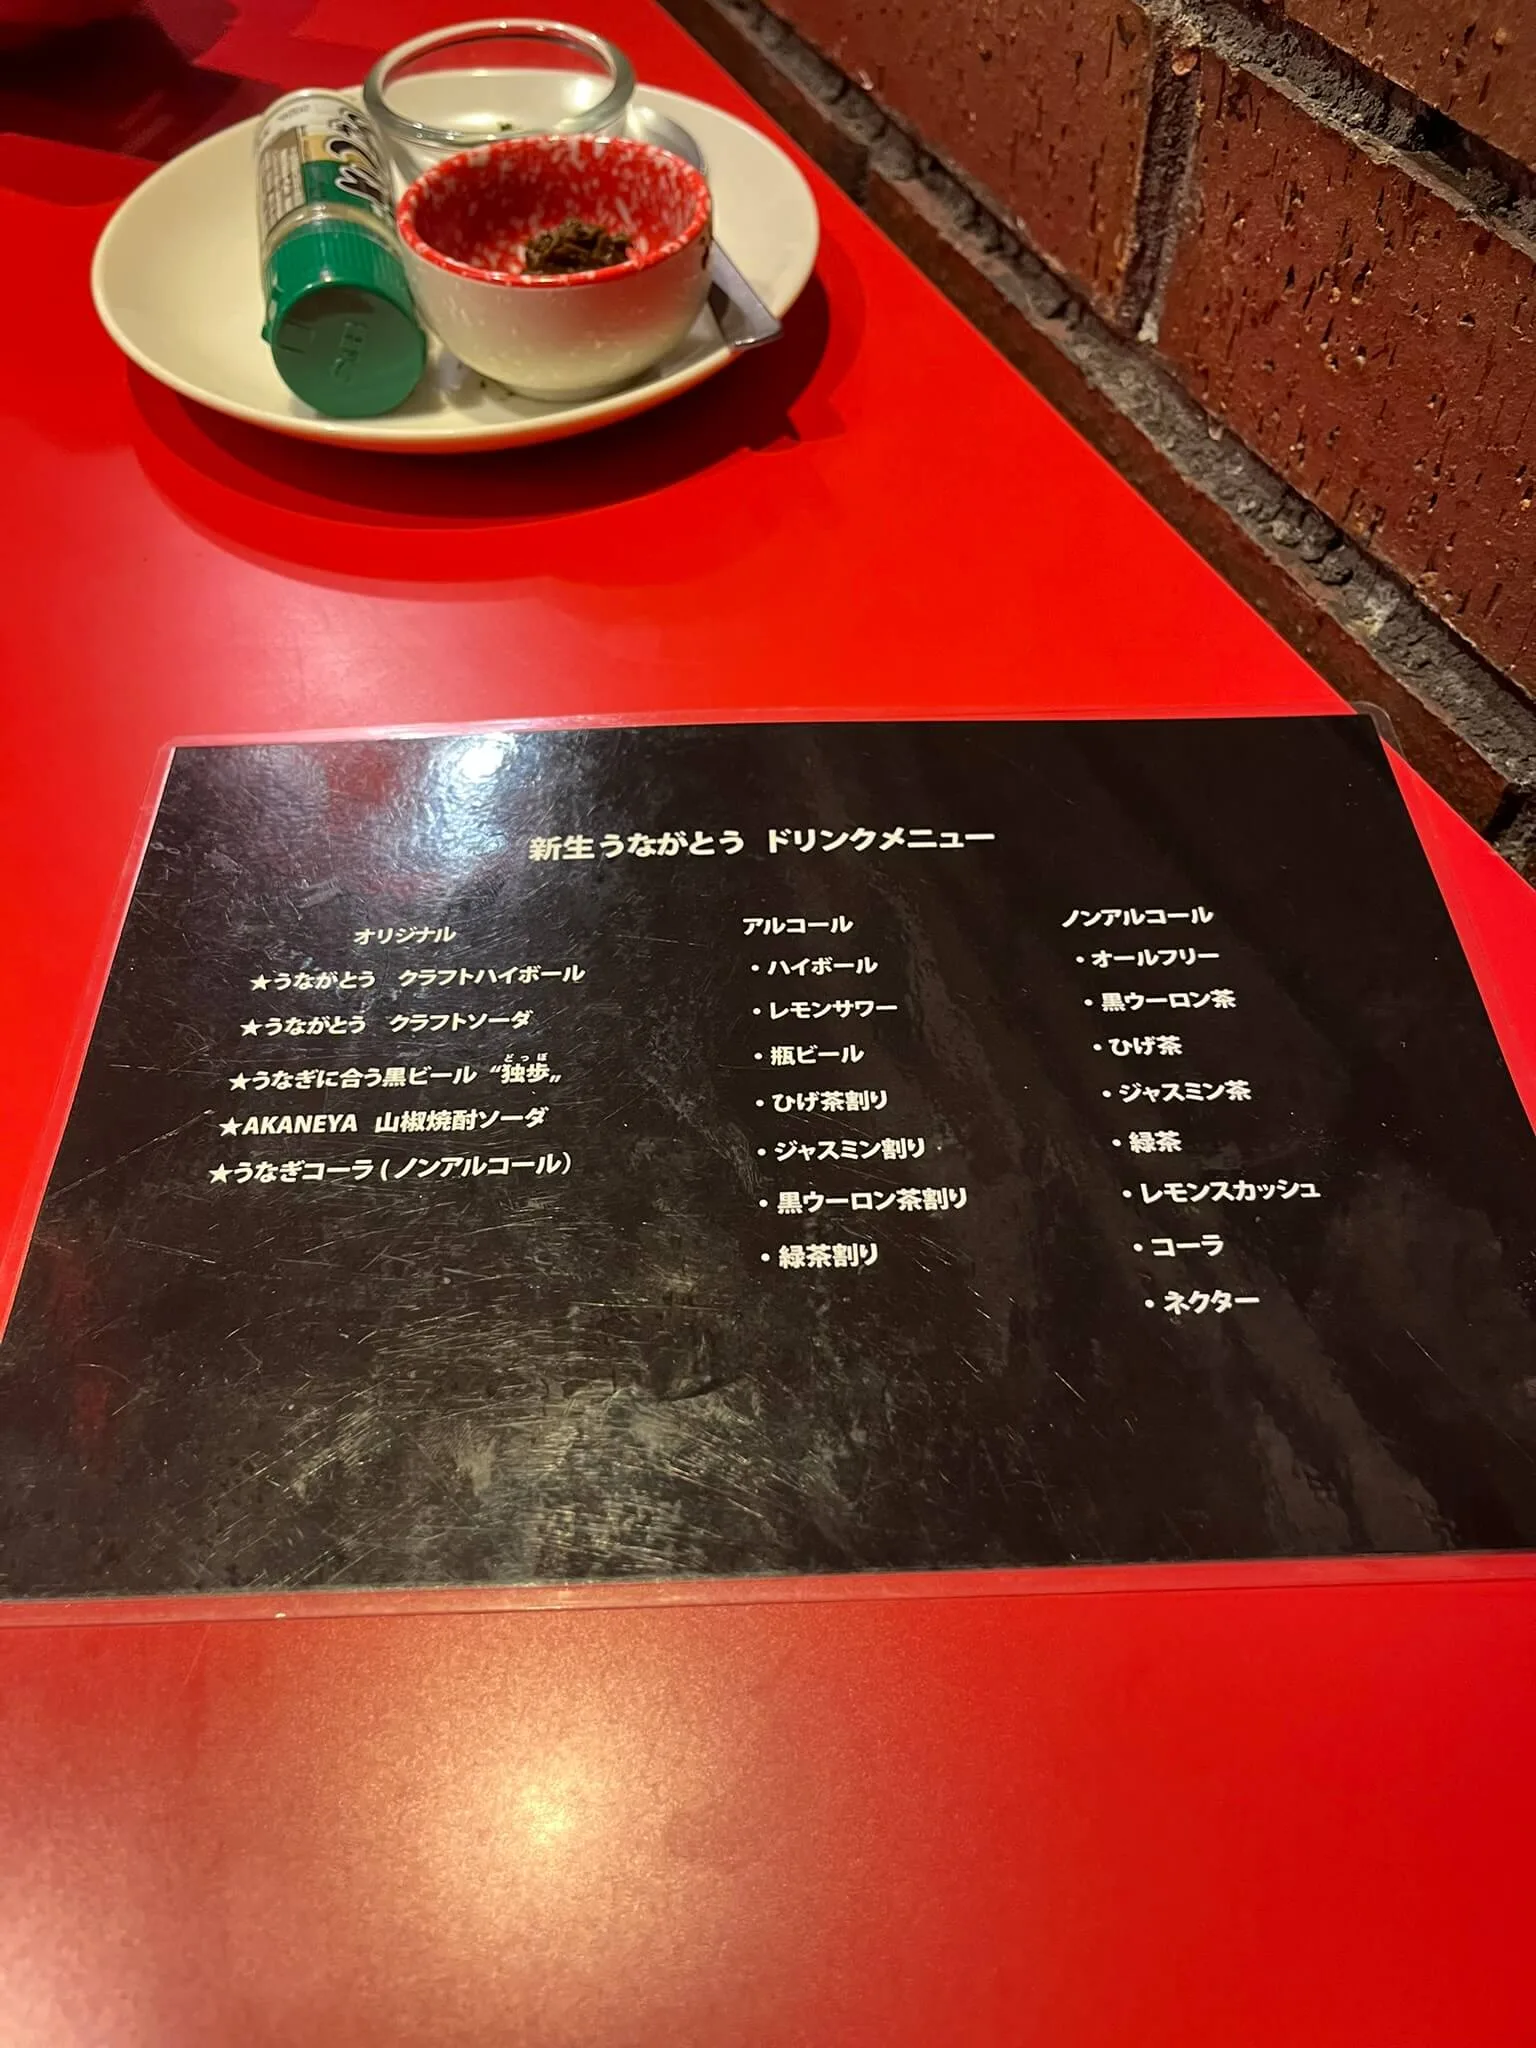 新生うながとう ドリンクメニュー
オリジナル
★うながとう クラフトハイボール
★うながとう クラフトソーダ
★うなぎに合う黒ビール “独歩„
どっぽ
★AKANEYA 山椒焼酎ソーダ
★うなぎコーラ(ノンアルコール)
アルコール
・ハイボール
・レモンサワー
・瓶ビール
・ひげ茶割り
・ジャスミン割り
・黒ウーロン茶割り
・緑茶割り
ノンアルコール
・オールフリー
・黒ウーロン茶
・ひげ茶
・ジャスミン茶
・緑茶
・レモンスカッシュ
・コーラ
・ネクター